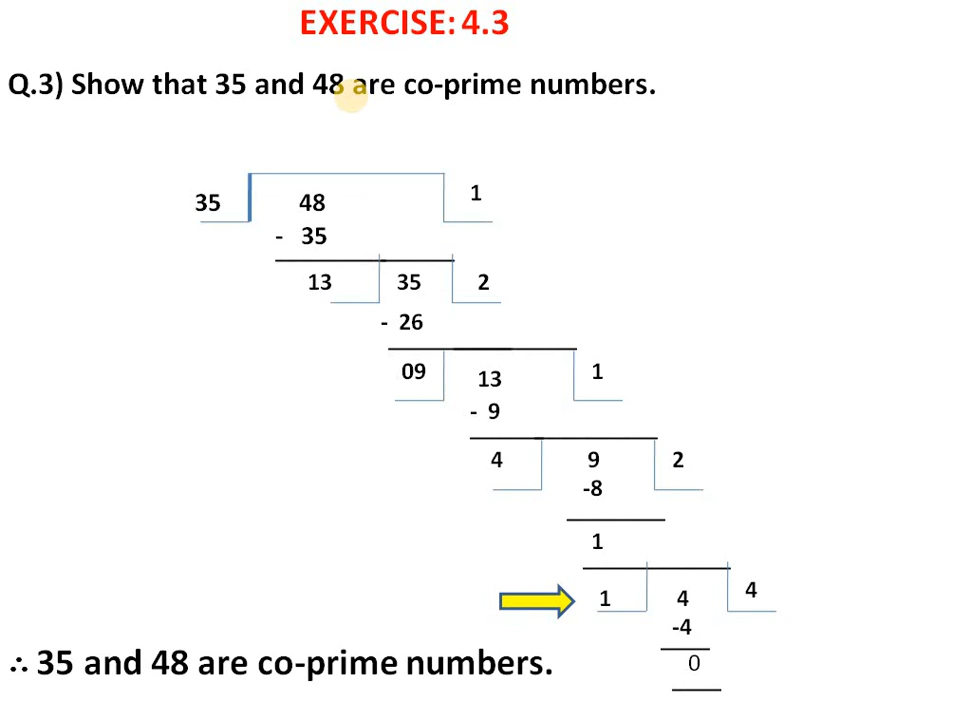 EXERCISE: 4.3
Q.3) Show that 35 and 48 are co-prime numbers.
35 48 1
- 35
13 35 2
- 26
09 13 1
- 9
4 9 2
-8
1
1 4 4
-4
0
∴ 35 and 48 are co-prime numbers.